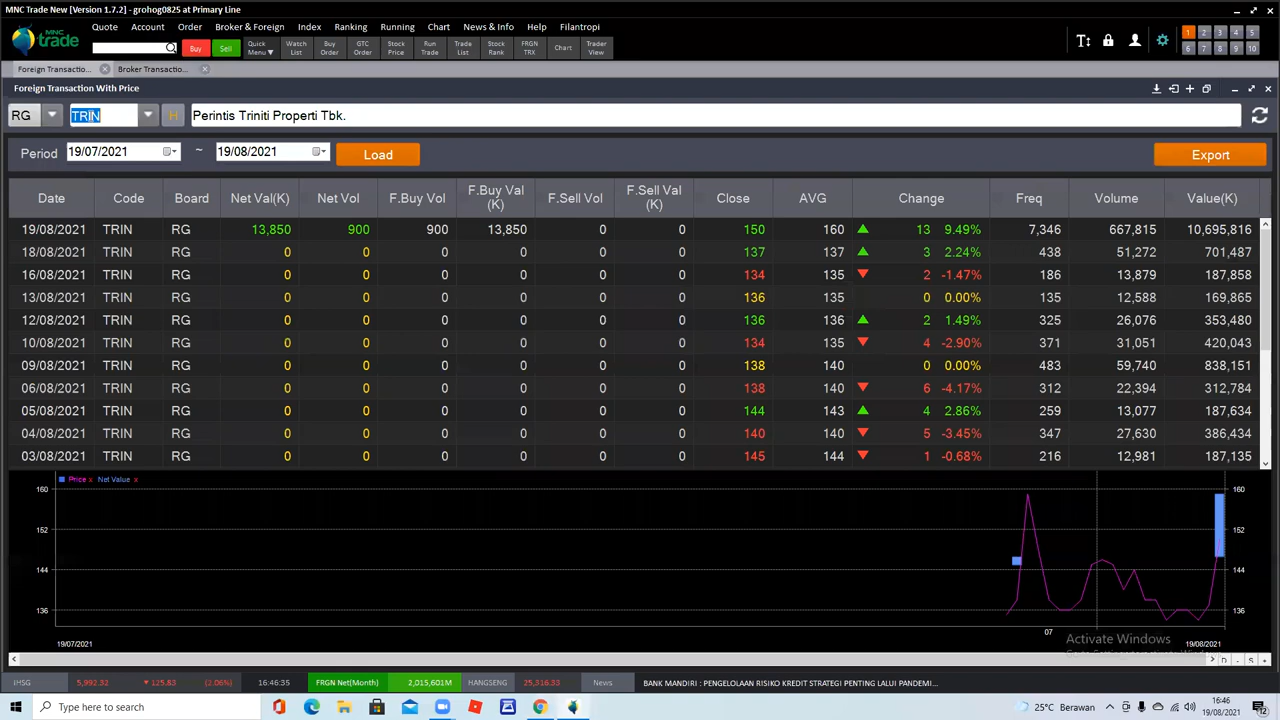 MNC Trade New [Version 1.7.2] - grohog0825 at Primary Line
Quote Account Order Broker & Foreign Index Ranking Running Chart News & Info Help Filantropi
MNC trade
Buy Sell Quick Menu Watch List Buy Order GTC Order Stock Price Run Trade Trade List Stock Rank FRGN TRX Chart Trader View
1 2 3 4 5
6 7 8 9 10
Foreign Transactio... Broker Transactio...
Foreign Transaction With Price
RG TRIN H Perintis Triniti Properti Tbk.
Period 19/07/2021 ~ 19/08/2021 Load Export
Date Code Board Net Val(K) Net Vol F.Buy Vol F.Buy Val (K) F.Sell Vol F.Sell Val (K) Close AVG Change Freq Volume Value(K)
19/08/2021 TRIN RG 13,850 900 900 13,850 0 0 150 160 ▲ 13 9.49% 7,346 667,815 10,695,816
18/08/2021 TRIN RG 0 0 0 0 0 0 137 137 ▲ 3 2.24% 438 51,272 701,487
16/08/2021 TRIN RG 0 0 0 0 0 0 134 135 ▼ 2 -1.47% 186 13,879 187,858
13/08/2021 TRIN RG 0 0 0 0 0 0 136 135 0 0.00% 135 12,588 169,865
12/08/2021 TRIN RG 0 0 0 0 0 0 136 136 ▲ 2 1.49% 325 26,076 353,480
10/08/2021 TRIN RG 0 0 0 0 0 0 134 135 ▼ 4 -2.90% 371 31,051 420,043
09/08/2021 TRIN RG 0 0 0 0 0 0 138 140 0 0.00% 483 59,740 838,151
06/08/2021 TRIN RG 0 0 0 0 0 0 138 140 ▼ 6 -4.17% 312 22,394 312,784
05/08/2021 TRIN RG 0 0 0 0 0 0 144 143 ▲ 4 2.86% 259 13,077 187,634
04/08/2021 TRIN RG 0 0 0 0 0 0 140 140 ▼ 5 -3.45% 347 27,630 386,434
03/08/2021 TRIN RG 0 0 0 0 0 0 145 144 ▼ 1 -0.68% 216 12,981 187,135
Price x Net Value x
160 160
152 152
144 144
136 136
07
Activate Windows
19/07/2021 19/08/2021
D - S +
IHSG 5,992.32 ▼ 125.83 (2.06%) 16:46:35 FRGN Net(Month) 2,015,601M HANGSENG 25,316.33 News BANK MANDIRI : PENGELOLAAN RISIKO KREDIT STRATEGI PENTING LALUI PANDEMI...
Type here to search 25°C Berawan 16:46
19/08/2021 12